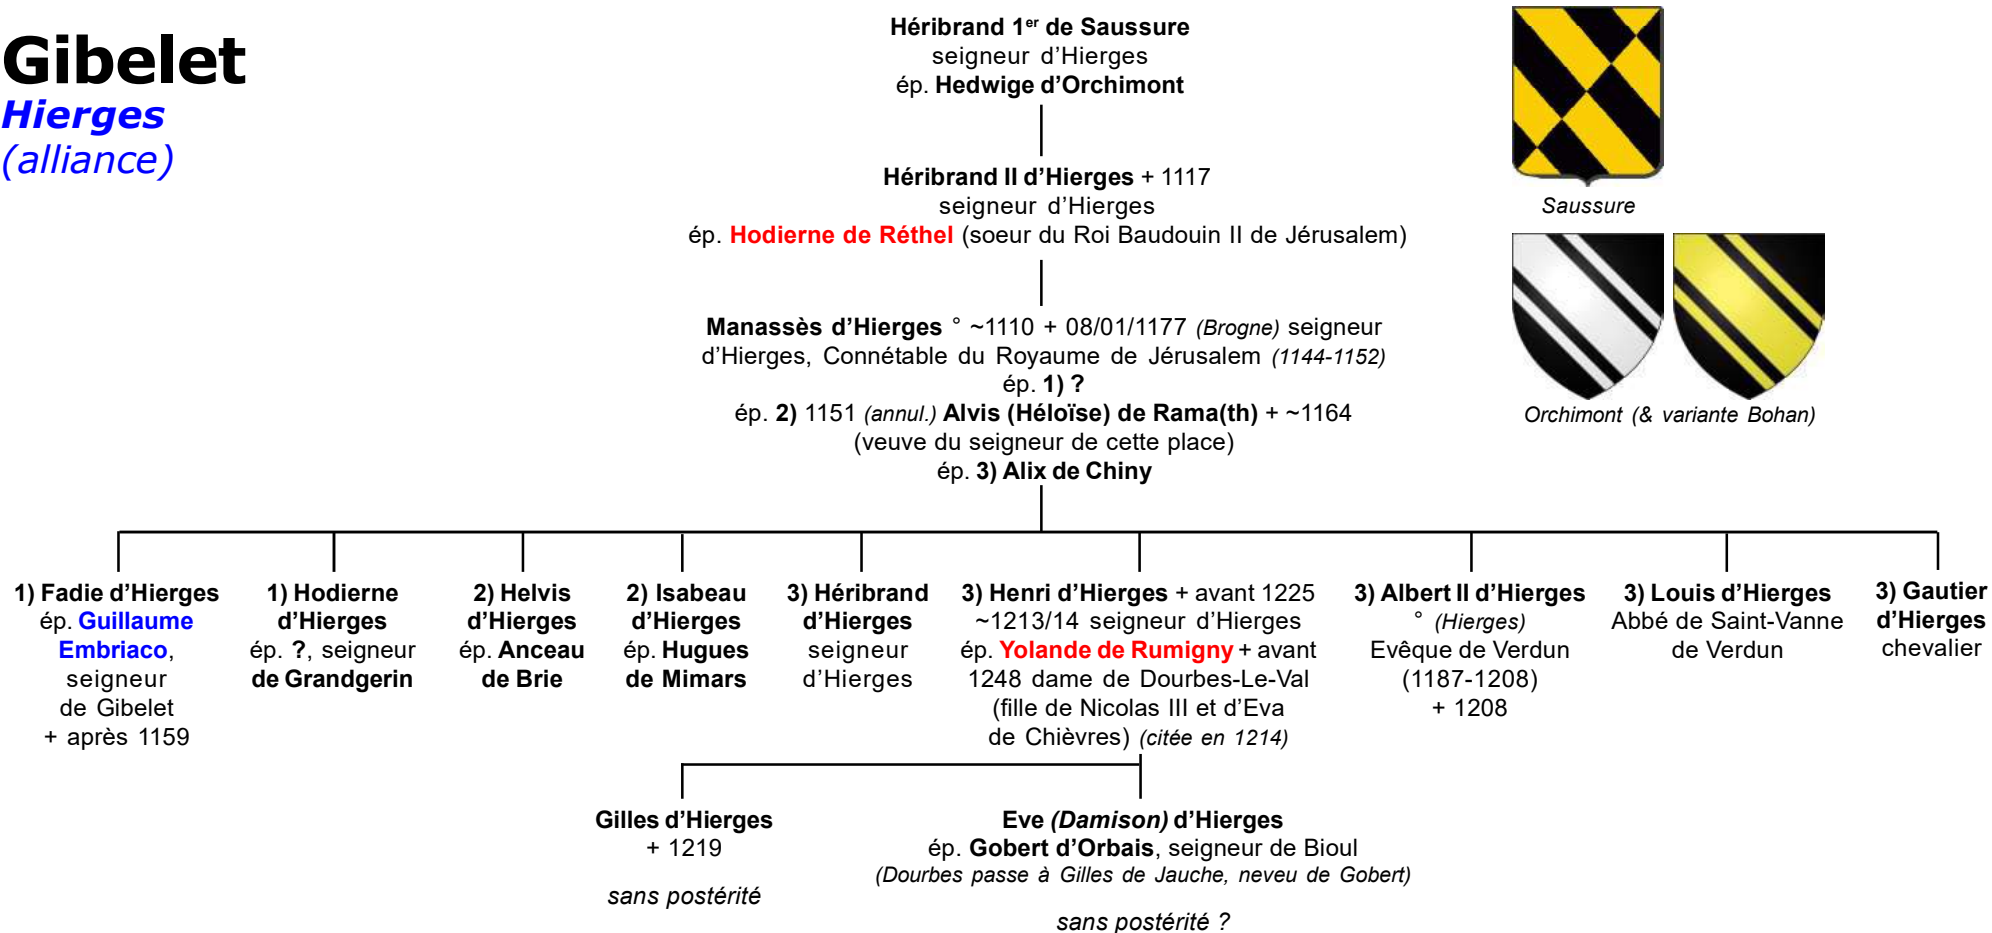 Gibelet
Hierges
(alliance)
Héribrand 1er de Saussure
seigneur d’Hierges
ép. Hedwige d’Orchimont
Saussure
Héribrand II d’Hierges + 1117
seigneur d’Hierges
ép. Hodierne de Réthel (soeur du Roi Baudouin II de Jérusalem)
Orchimont (& variante Bohan)
Manassès d’Hierges ° ~1110 + 08/01/1177 (Brogne) seigneur
d’Hierges, Connétable du Royaume de Jérusalem (1144-1152)
ép. 1) ?
ép. 2) 1151 (annul.) Alvis (Héloïse) de Rama(th) + ~1164
(veuve du seigneur de cette place)
ép. 3) Alix de Chiny
1) Fadie d’Hierges
ép. Guillaume
Embriaco,
seigneur
de Gibelet
+ après 1159
1) Hodierne
d’Hierges
ép. ?, seigneur
de Grandgerin
2) Helvis
d’Hierges
ép. Anceau
de Brie
2) Isabeau
d’Hierges
ép. Hugues
de Mimars
3) Héribrand
d’Hierges
seigneur
d’Hierges
3) Henri d’Hierges + avant 1225
~1213/14 seigneur d’Hierges
ép. Yolande de Rumigny + avant
1248 dame de Dourbes-Le-Val
(fille de Nicolas III et d’Eva
de Chièvres) (citée en 1214)
3) Albert II d’Hierges
° (Hierges)
Evêque de Verdun
(1187-1208)
+ 1208
3) Louis d’Hierges
Abbé de Saint-Vanne
de Verdun
3) Gautier
d’Hierges
chevalier
Gilles d’Hierges
+ 1219
sans postérité
Eve (Damison) d’Hierges
ép. Gobert d’Orbais, seigneur de Bioul
(Dourbes passe à Gilles de Jauche, neveu de Gobert)
sans postérité ?